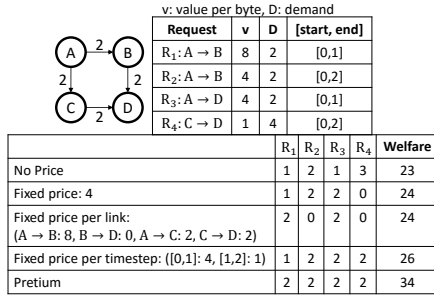 v: value per byte, D: demand
Request v D [start, end]
R₁: A → B 8 2 [0,1]
R₂: A → B 4 2 [0,2]
R₃: A → D 4 2 [0,1]
R₄: C → D 1 4 [0,2]
A 2 B
2 2
C 2 D
R₁ R₂ R₃ R₄ Welfare
No Price 1 2 1 3 23
Fixed price: 4 1 2 2 0 24
Fixed price per link:
(A → B: 8, B → D: 0, A → C: 2, C → D: 2) 2 0 2 0 24
Fixed price per timestep: ([0,1]: 4, [1,2]: 1) 1 2 2 2 26
Pretium 2 2 2 2 34